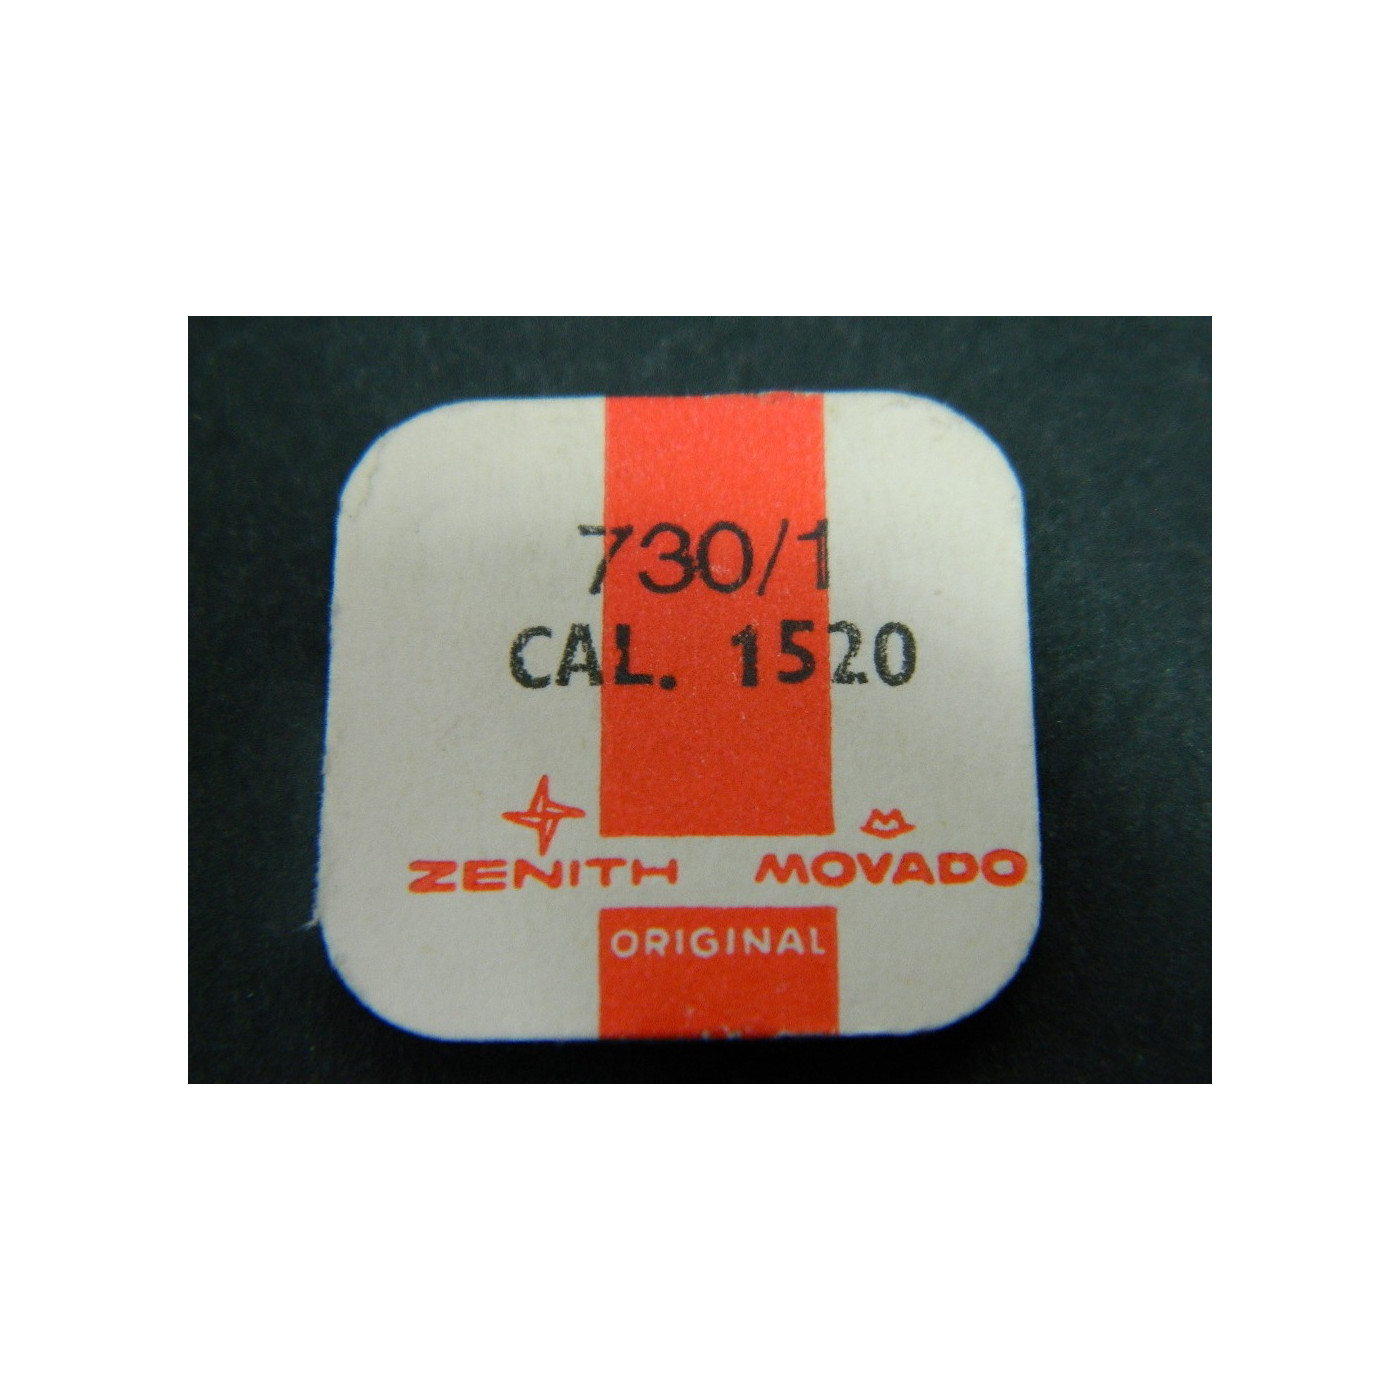 730/1
CAL. 1520
ZENITH MOVADO
ORIGINAL